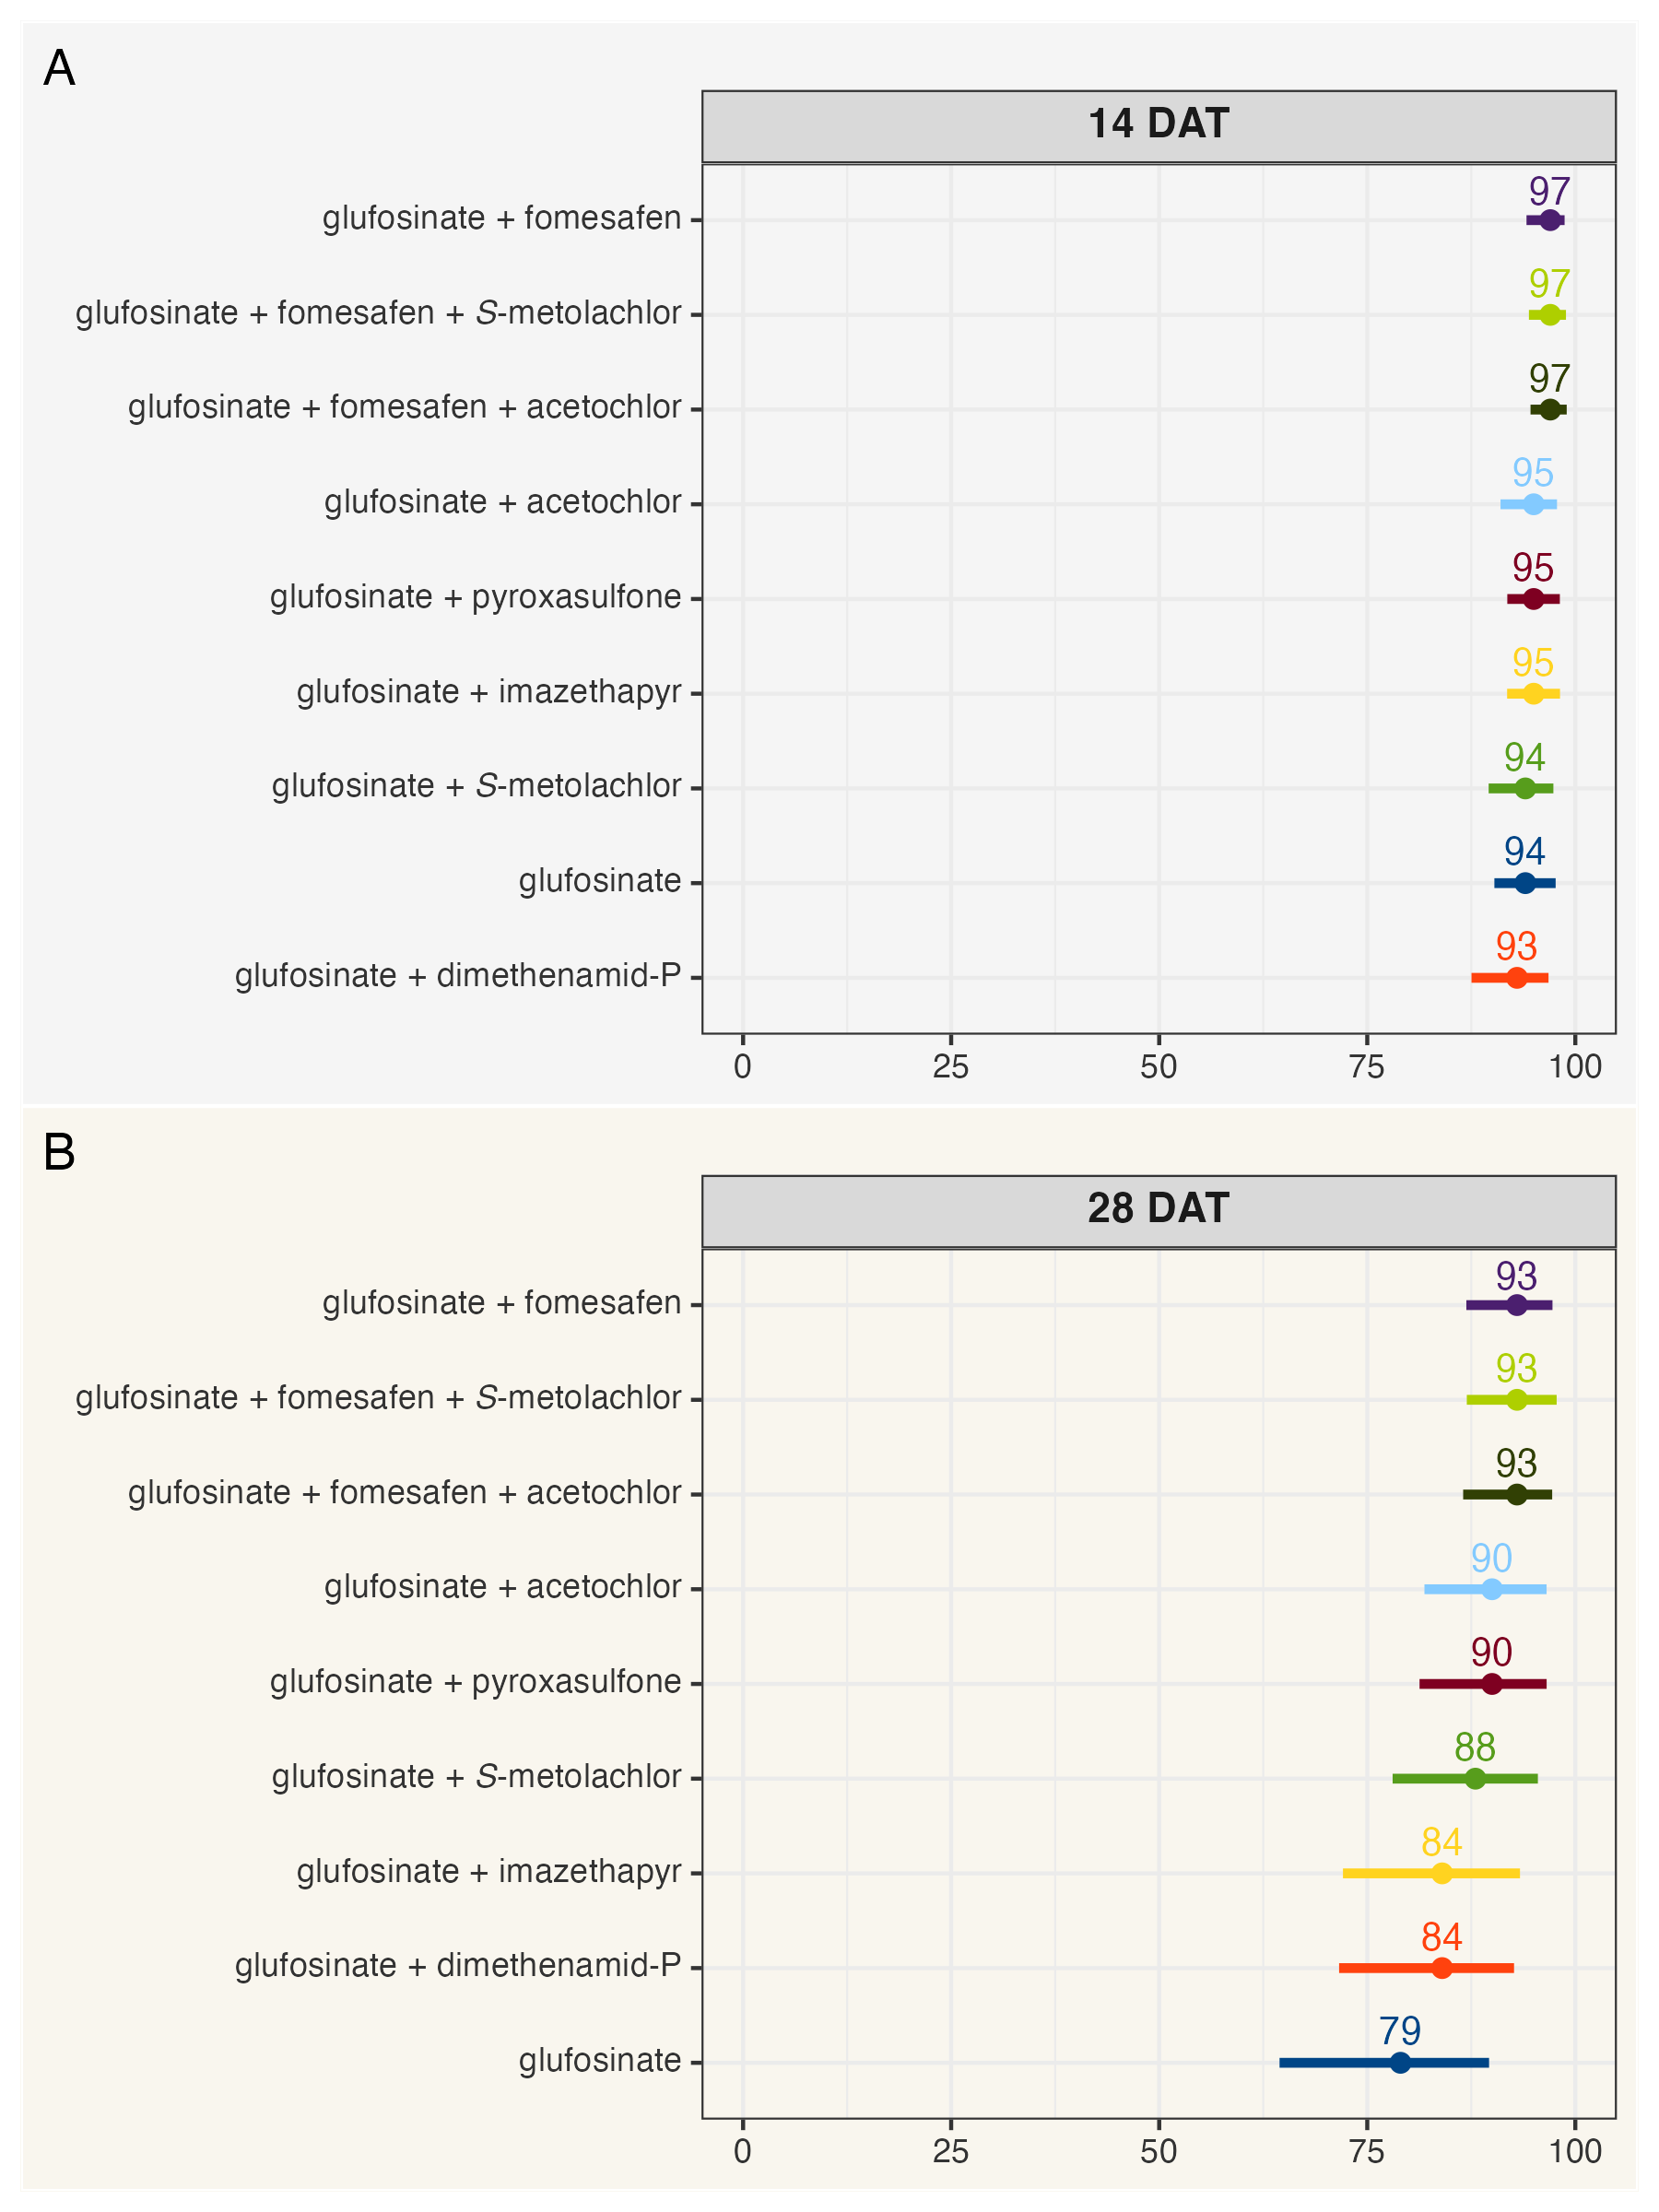 A
14 DAT
glufosinate + fomesafen
97
glufosinate + fomesafen + S-metolachlor
97
glufosinate + fomesafen + acetochlor
97
glufosinate + acetochlor
95
glufosinate + pyroxasulfone
95
glufosinate + imazethapyr
95
glufosinate + S-metolachlor
94
glufosinate
94
glufosinate + dimethenamid-P
93
0 25 50 75 100
B
28 DAT
glufosinate + fomesafen
93
glufosinate + fomesafen + S-metolachlor
93
glufosinate + fomesafen + acetochlor
93
glufosinate + acetochlor
90
glufosinate + pyroxasulfone
90
glufosinate + S-metolachlor
88
glufosinate + imazethapyr
84
glufosinate + dimethenamid-P
84
glufosinate
79
0 25 50 75 100